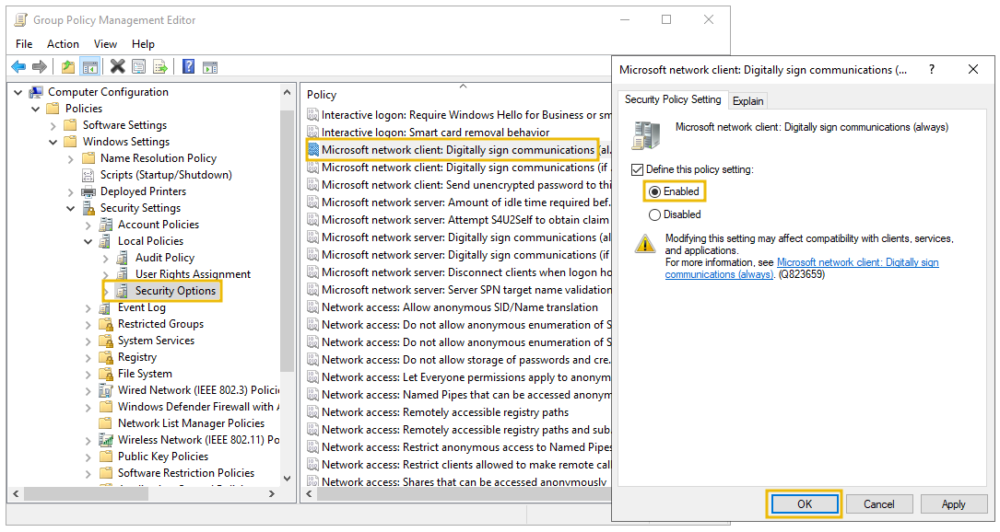 Group Policy Management Editor
File Action View Help
Computer Configuration
Policies
Software Settings
Windows Settings
Name Resolution Policy
Scripts (Startup/Shutdown)
Deployed Printers
Security Settings
Account Policies
Local Policies
Audit Policy
User Rights Assignment
Security Options
Event Log
Restricted Groups
System Services
Registry
File System
Wired Network (IEEE 802.3) Policie
Windows Defender Firewall with A
Network List Manager Policies
Wireless Network (IEEE 802.11) Po
Public Key Policies
Software Restriction Policies
Policy
Interactive logon: Require Windows Hello for Business or sm
Interactive logon: Smart card removal behavior
Microsoft network client: Digitally sign communications (al.
Microsoft network client: Digitally sign communications (if a
Microsoft network client: Send unencrypted password to thi
Microsoft network server: Amount of idle time required bef.
Microsoft network server: Attempt S4U2Self to obtain claim
Microsoft network server: Digitally sign communications (al
Microsoft network server: Digitally sign communications (if
Microsoft network server: Disconnect clients when logon ho
Microsoft network server: Server SPN target name validation
Network access: Allow anonymous SID/Name translation
Network access: Do not allow anonymous enumeration of S
Network access: Do not allow anonymous enumeration of S
Network access: Do not allow storage of passwords and cre.
Network access: Let Everyone permissions apply to anonym
Network access: Named Pipes that can be accessed anonym
Network access: Remotely accessible registry paths
Network access: Remotely accessible registry paths and sub.
Network access: Restrict anonymous access to Named Pipes
Network access: Restrict clients allowed to make remote call
Network access: Shares that can be accessed anonymously
Microsoft network client: Digitally sign communications (... ?
Security Policy Setting Explain
Microsoft network client: Digitally sign communications (always)
Define this policy setting:
Enabled
Disabled
Modifying this setting may affect compatibility with clients, services,
and applications.
For more information, see Microsoft network client: Digitally sign
communications (always). (Q823659)
OK Cancel Apply